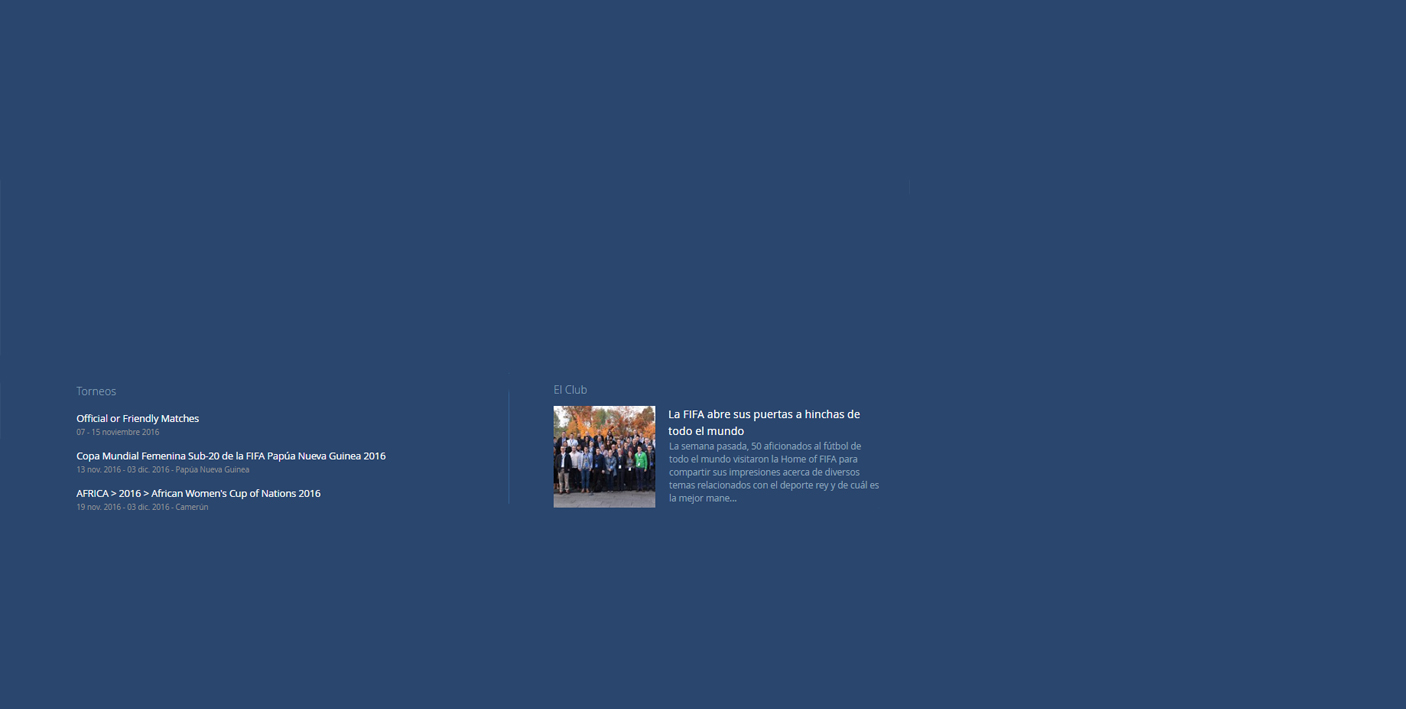 Torneos
Official or Friendly Matches
07 - 15 noviembre 2016
Copa Mundial Femenina Sub-20 de la FIFA Papúa Nueva Guinea 2016
13 nov. 2016 - 03 dic. 2016 - Papúa Nueva Guinea
AFRICA > 2016 > African Women's Cup of Nations 2016
19 nov. 2016 - 03 dic. 2016 - Camerún
El Club
La FIFA abre sus puertas a hinchas de
todo el mundo
La semana pasada, 50 aficionados al fútbol de
todo el mundo visitaron la Home of FIFA para
compartir sus impresiones acerca de diversos
temas relacionados con el deporte rey y de cuál es
la mejor mane...